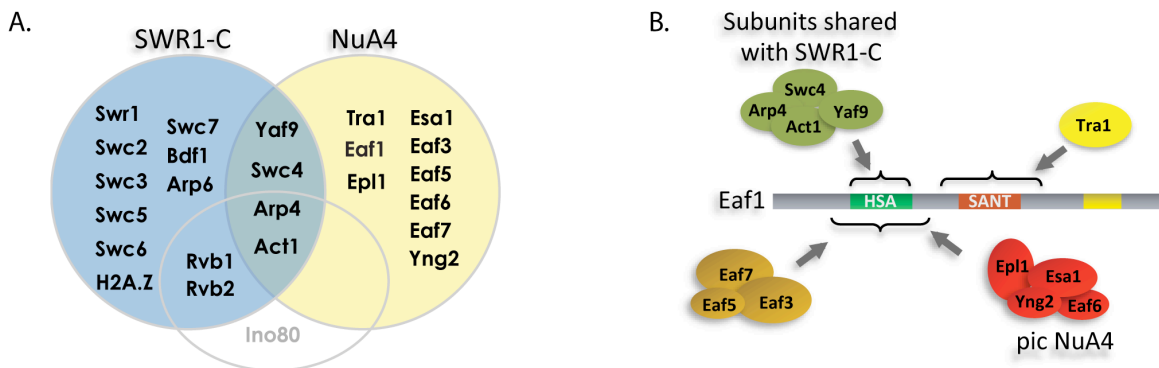 A.
SWR1-C
NuA4
Swr1
Swc2
Swc3
Swc5
Swc6
H2A.Z
Swc7
Bdf1
Arp6
Rvb1
Rvb2
Yaf9
Swc4
Arp4
Act1
Tra1
Eaf1
Epl1
Esa1
Eaf3
Eaf5
Eaf6
Eaf7
Yng2
Ino80
B.
Subunits shared
with SWR1-C
Swc4
Arp4
Yaf9
Act1
Tra1
Eaf1
HSA
SANT
Eaf7
Eaf5
Eaf3
Epl1
Esa1
Yng2
Eaf6
pic NuA4